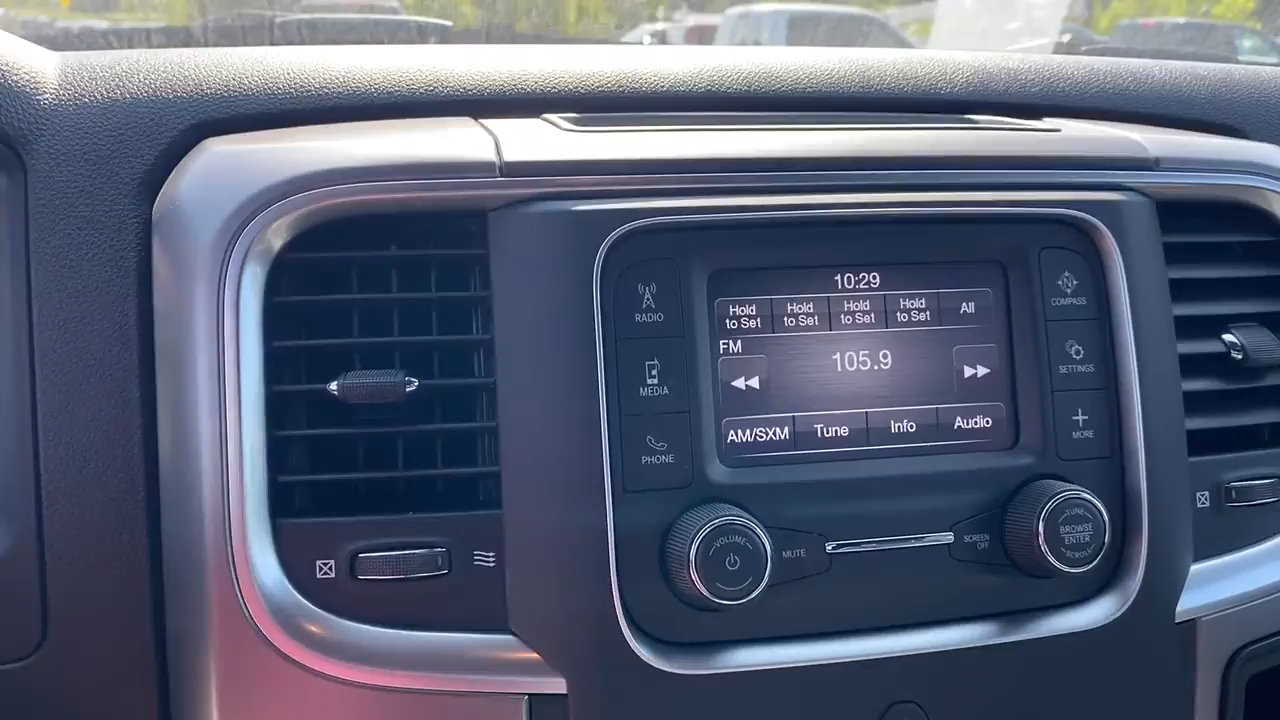 10:29
Hold to Set
Hold to Set
Hold to Set
Hold to Set
All
FM
105.9
AM/SXM
Tune
Info
Audio
RADIO
MEDIA
PHONE
N
COMPASS
SETTINGS
MORE
VOLUME
MUTE
SCREEN OFF
TUNE
BROWSE
ENTER
SCROLL